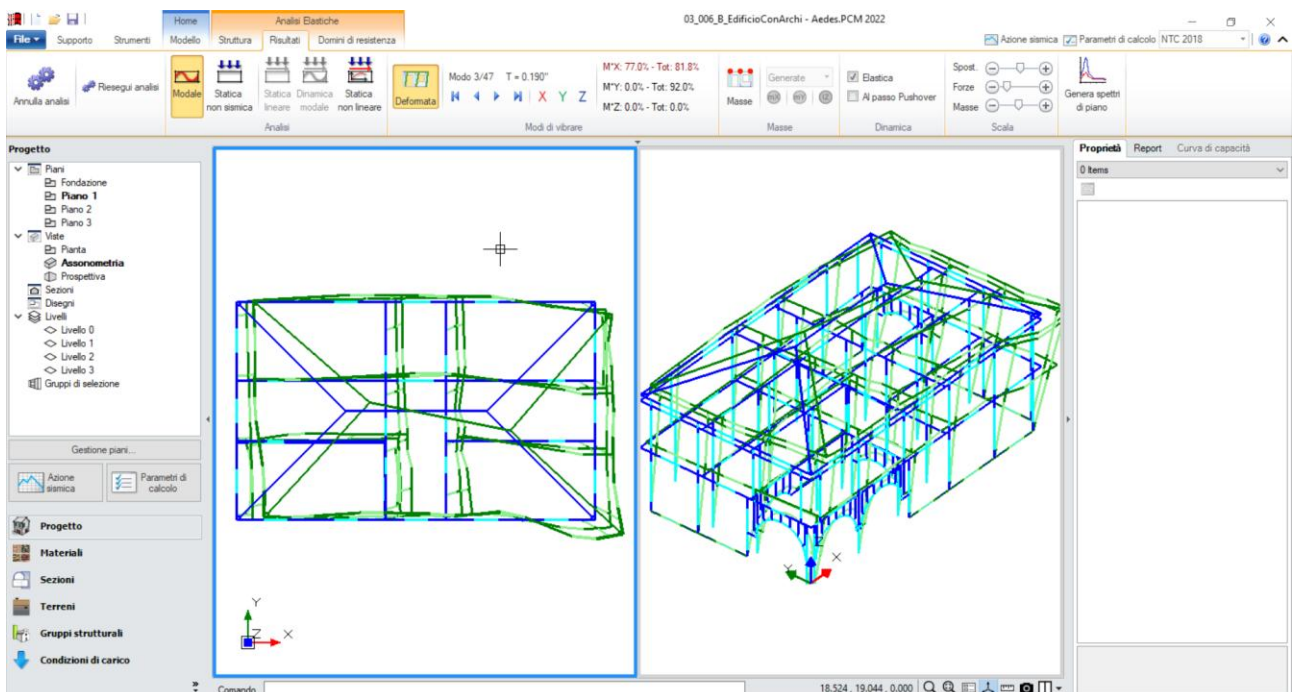 03_006_B_EdificioConArchi - Aedes.PCM 2022
Home
Analisi Elastiche
File
Supporto
Strumenti
Modello
Struttura
Risultati
Domini di resistenza
Azione sismica
Parametri di calcolo
NTC 2018
Annulla analisi
Riesegui analisi
Modale
Statica non sismica
Statica lineare
Dinamica modale
Statica non lineare
Analisi
Deformata
Modo 3/47 T = 0.190"
X Y Z
M*X: 77.0% - Tot: 81.8%
M*Y: 0.0% - Tot: 92.0%
M*Z: 0.0% - Tot: 0.0%
Modi di vibrare
Masse
Generate
Masse
Elastica
Al passo Pushover
Dinamica
Spost.
Forze
Masse
Scala
Genera spettri di piano
Progetto
Piani
Fondazione
Piano 1
Piano 2
Piano 3
Viste
Pianta
Assonometria
Prospettiva
Sezioni
Disegni
Livelli
Livello 0
Livello 1
Livello 2
Livello 3
Gruppi di selezione
Gestione piani...
Azione sismica
Parametri di calcolo
Progetto
Materiali
Sezioni
Terreni
Gruppi strutturali
Condizioni di carico
Y
Z
X
Z
X
Y
Proprietà
Report
Curva di capacità
0 Items
Comando
18.524 , 19.044 , 0.000